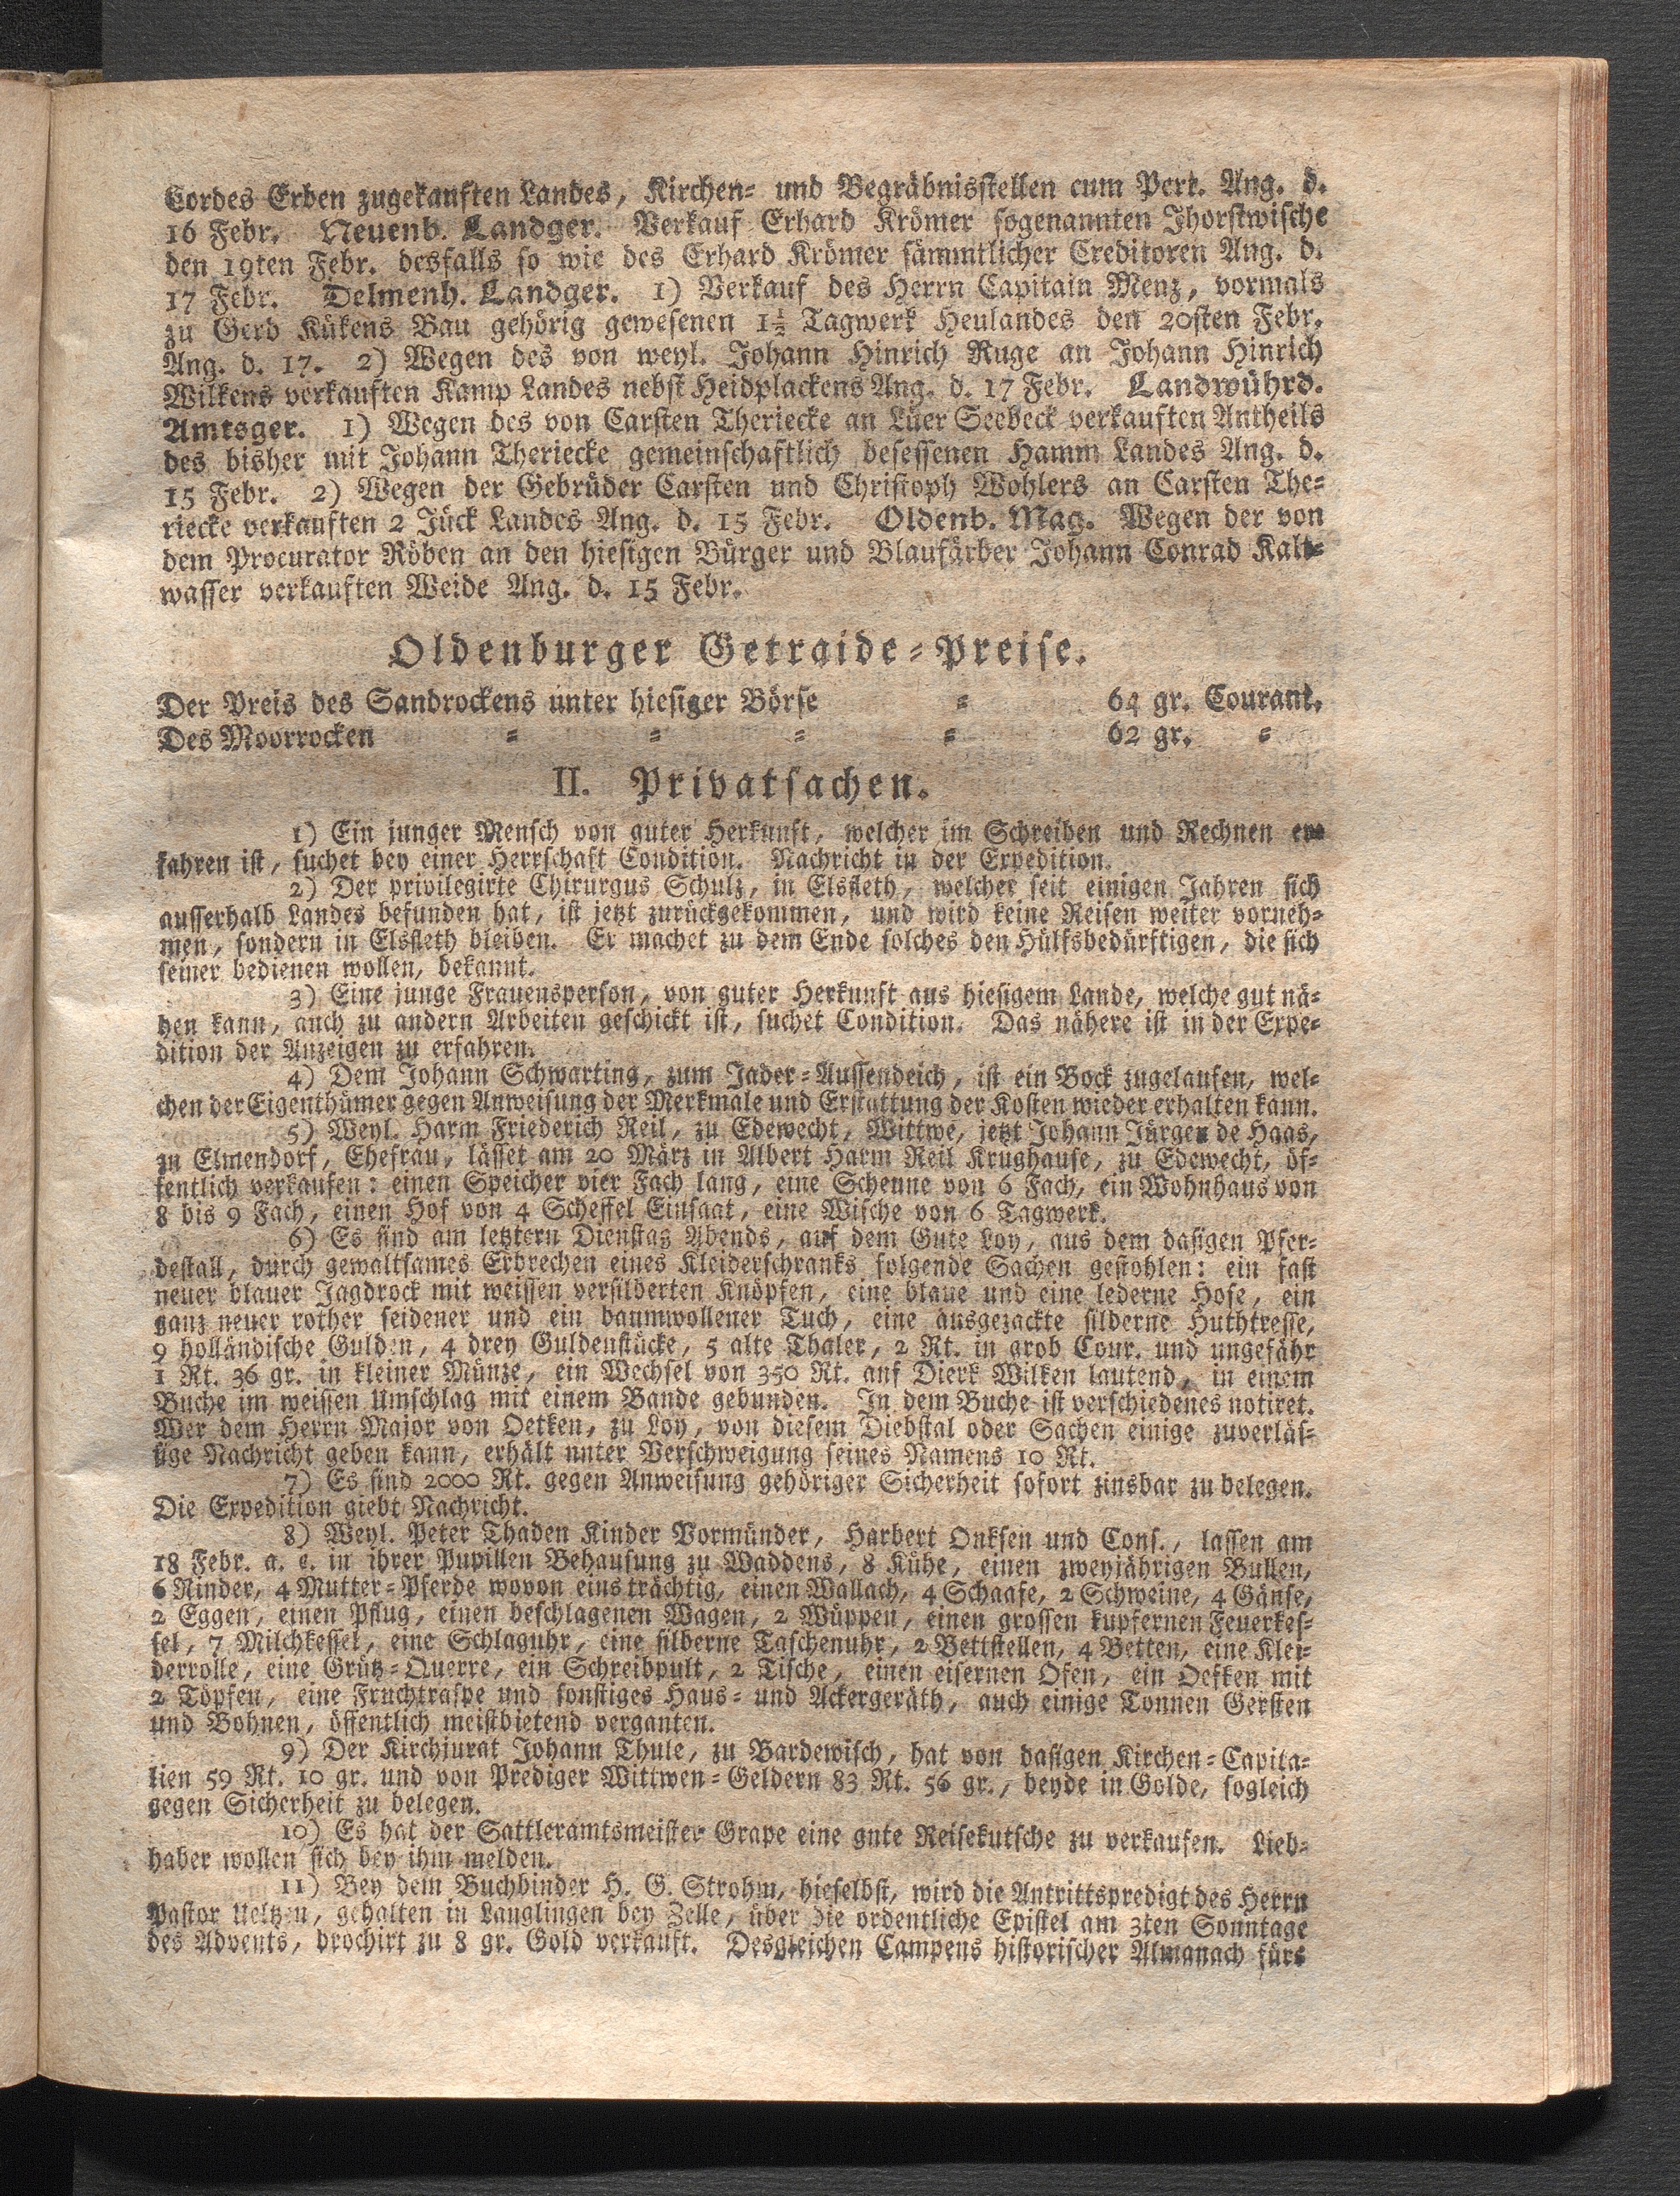 Cordes Erben zugekauften Landes, Kirchen- und Begräbnisstellen cum Pert. Ang. d.
16 Febr. Neuenb. Landger. Verkauf Erhard Krömer sogenannten Jhorstwische
den 19ten Febr. desfalls so wie des Erhard Krömer sämmtlicher Creditoren Ang. d.
17 Febr. Delmenh. Landger. 1) Verkauf des Herrn Capitain Menz, vormals
zu Gerd Kükens Bau gehörig gewesenen 1½ Tagwerk Heulandes den 20sten Febr.
Ang. d. 17. 2) Wegen des von weyl. Johann Hinrich Ruge an Johann Hinrich
Wilkens verkauften Kamp Landes nebst Heidplackens Ang. d. 17 Febr. Landwührd.
Amtsger. 1) Wegen des von Carsten Theriecke an Lüer Seebeck verkauften Antheils
des bisher mit Johann Theriecke gemeinschaftlich besessenen Hamm Landes Ang. d.
15 Febr. 2) Wegen der Gebrüder Carsten und Christoph Wohlers an Carsten The-
riecke verkauften 2 Jück Landes Ang. d. 15 Febr. Oldenb. Mag. Wegen der von
dem Procurator Röben an den hiesigen Bürger und Blaufärber Johann Conrad Kalt-
wasser verkauften Weide Ang. d. 15 Febr.
Oldenburger Getraide-Preise.
Der Preis des Sandrockens unter hiesiger Börse - 64 gr. Courant.
Des Moorrocken - - - - 62 gr. -
II. Privatsachen.
1) Ein junger Mensch von guter Herkunft, welcher im Schreiben und Rechnen er-
fahren ist, suchet bey einer Herrschaft Condition. Nachricht in der Expedition.
2) Der privilegirte Chirurgus Schulz, in Elsfleth, welcher seit einigen Jahren sich
ausserhalb Landes befunden hat, ist jetzt zurückgekommen, und wird keine Reisen weiter vorneh-
men, sondern in Elsfleth bleiben. Er machet zu dem Ende solches den Hülfsbedürftigen, die sich
seiner bedienen wollen, bekannt.
3) Eine junge Frauensperson, von guter Herkunft aus hiesigem Lande, welche gut nä-
hen kann, auch zu andern Arbeiten geschickt ist, suchet Condition. Das nähere ist in der Expe-
dition der Anzeigen zu erfahren.
4) Dem Johann Schwarting, zum Jader-Aussendeich, ist ein Bock zugelaufen, wel-
chen der Eigenthümer gegen Anweisung der Merkmale und Erstattung der Kosten wieder erhalten kann.
5) Weyl. Harm Friederich Reil, zu Edewecht, Wittwe, jetzt Johann Jürgen de Haas,
zu Elmendorf, Ehefrau, lässet am 20 März in Albert Harm Reil Krughause, zu Edewecht, öf-
fentlich verkaufen: einen Speicher vier Fach lang, eine Scheune von 6 Fach, ein Wohnhaus von
8 bis 9 Fach, einen Hof von 4 Scheffel Einsaat, eine Wische von 6 Tagwerk.
6) Es sind am letztern Dienstag Abends, auf dem Gute Loy, aus dem dasigen Pfer-
destall, durch gewaltsames Erbrechen eines Kleiderschranks folgende Sachen gestohlen: ein fast
neuer blauer Jagdrock mit weissen versilberten Knöpfen, eine blaue und eine lederne Hose, ein
ganz neuer rother seidener und ein baumwollener Tuch, eine ausgezackte silberne Huthtresse,
9 holländische Gulden, 4 drey Guldenstücke, 5 alte Thaler, 2 Rt. in grob Cour. und ungefähr
1 Rt. 36 gr. in kleiner Münze, ein Wechsel von 350 Rt. auf Dierk Wilken lautend, in einem
Buche im weissen Umschlag mit einem Bande gebunden. In dem Buche ist verschiedenes notiret.
Wer dem Herrn Major von Oetken, zu Loy, von diesem Diebstal oder Sachen einige zuverläs-
sige Nachricht geben kann, erhält unter Verschweigung seines Namens 10 Rt.
7) Es sind 2000 Rt. gegen Anweisung gehöriger Sicherheit sofort zinsbar zu belegen.
Die Expedition giebt Nachricht.
8) Weyl. Peter Thaden Kinder Vormünder, Harbert Onksen und Cons., lassen am
18 Febr. a. c. in ihrer Pupillen Behausung zu Waddens, 8 Kühe, einen zweyjährigen Bullen,
6 Rinder, 4 Mutter-Pferde wovon eins trächtig, einen Wallach, 4 Schaafe, 2 Schweine, 4 Gänse,
2 Eggen, einen Pflug, einen beschlagenen Wagen, 2 Wüppen, einen grossen kupfernen Feuerkes-
sel, 7 Milchkessel, eine Schlaguhr, eine silberne Taschenuhr, 2 Bettstellen, 4 Betten, eine Klei-
derrolle, eine Grütz-Querre, ein Schreibpult, 2 Tische, einen eisernen Ofen, ein Oefken mit
2 Töpfen, eine Fruchtraspe und sonstiges Haus- und Ackergeräth, auch einige Tonnen Gersten
und Bohnen, öffentlich meistbietend verganten.
9) Der Kirchjurat Johann Thule, zu Bardewisch, hat von dasigen Kirchen-Capita-
lien 59 Rt. 10 gr. und von Prediger Wittwen-Geldern 83 Rt. 56 gr., beyde in Golde, sogleich
gegen Sicherheit zu belegen.
10) Es hat der Sattleramtsmeister Grape eine gute Reisekutsche zu verkaufen. Lieb-
haber wollen sich bey ihm melden.
11) Bey dem Buchbinder H. G. Strohm, hieselbst, wird die Antrittspredigt des Herrn
Pastor Ueltzen, gehalten in Langlingen bey Zelle, über die ordentliche Epistel am 3ten Sonntage
des Advents, brochirt zu 8 gr. Gold verkauft. Desgleichen Campens historischer Almanach fürs